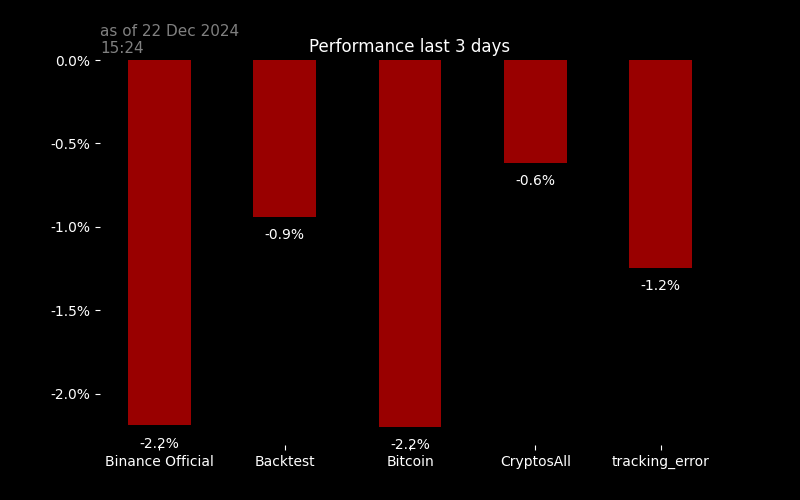 as of 22 Dec 2024
15:24
Performance last 3 days
0.0%
-0.5%
-1.0%
-1.5%
-2.0%
-2.2%
-0.9%
-2.2%
-0.6%
-1.2%
Binance Official
Backtest
Bitcoin
CryptosAll
tracking_error